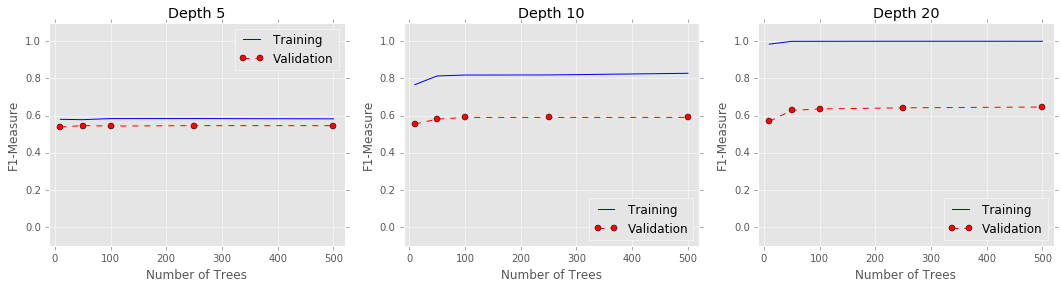 Depth 5
F1-Measure
1.0
0.8
0.6
0.4
0.2
0.0
Training
Validation
0 100 200 300 400 500
Number of Trees
Depth 10
F1-Measure
1.0
0.8
0.6
0.4
0.2
0.0
Training
Validation
0 100 200 300 400 500
Number of Trees
Depth 20
F1-Measure
1.0
0.8
0.6
0.4
0.2
0.0
Training
Validation
0 100 200 300 400 500
Number of Trees